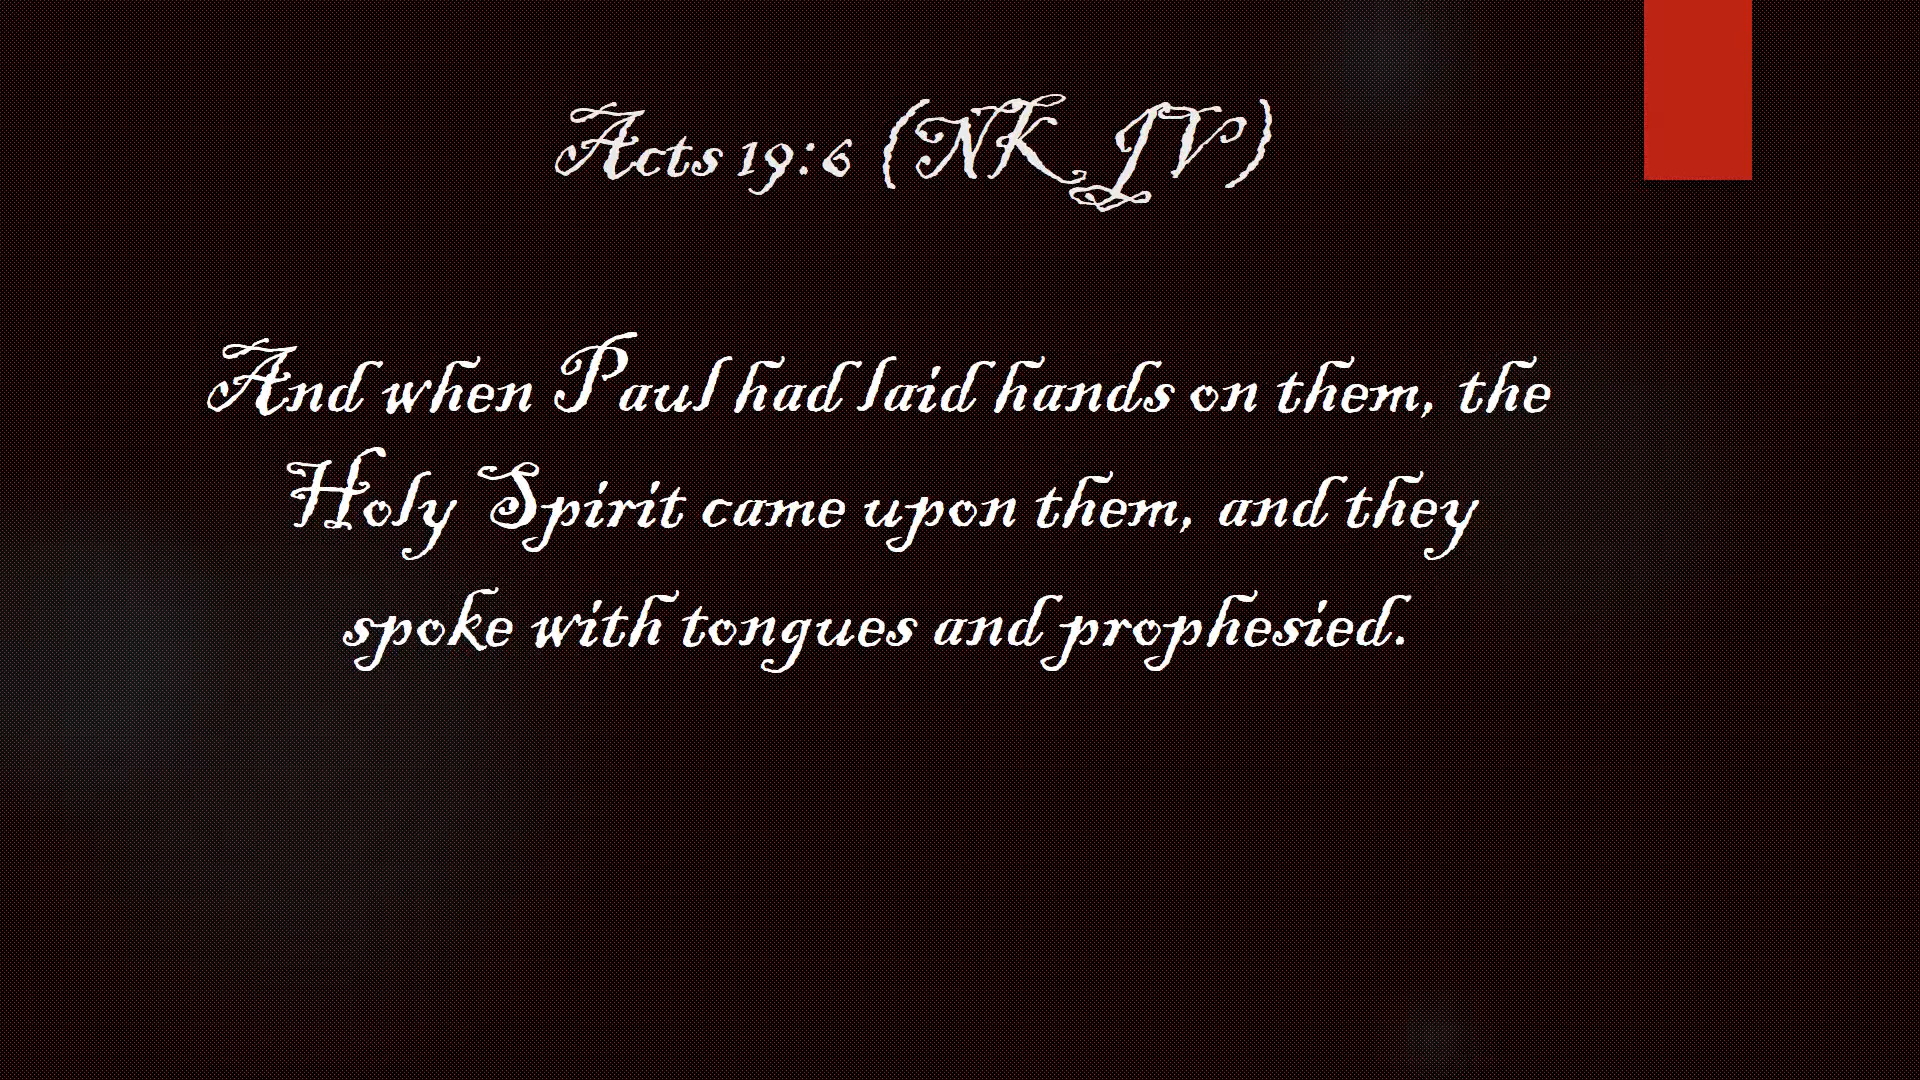 Acts 19:6 (NKJV)
And when Paul had laid hands on them, the
Holy Spirit came upon them, and they
spoke with tongues and prophesied.